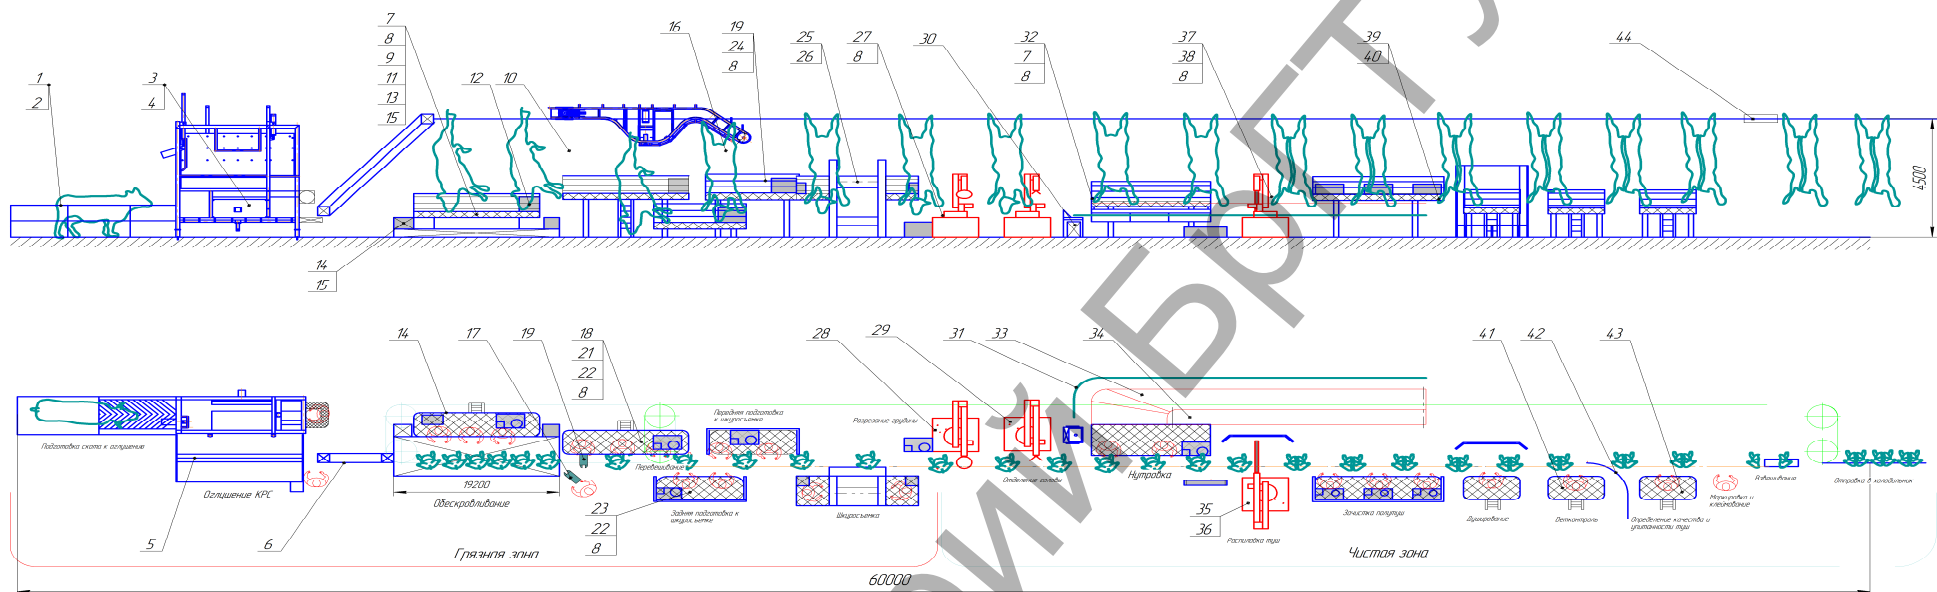 7
8
9
11
13
15
16
19
24
8
25
26
27
8
30
32
7
8
37
38
8
39
40
44
1
2
3
4
12
10
4500
14
15
14
17
19
18
21
22
8
28
29
31
33
34
41
42
43
Передняя подготовка
к шкуросъемке
Разрезание грудины
Подготовка скота к оглушению
Перевешивание
Отделение головы
Нутровка
Взвешивание
Отправка в холодильник
19200
Оглушение КРС
Обескровливание
23
22
8
Задняя подготовка к
шкуросъемке
Шкуросъемка
35
36
Распиловка туш
Зачистка полутуш
Душирование
Ветконтроль
Определение качества и
упитанности туш
Маркировка и
клеймование
5
6
Грязная зона
Чистая зона
60000
рий БрГТУ